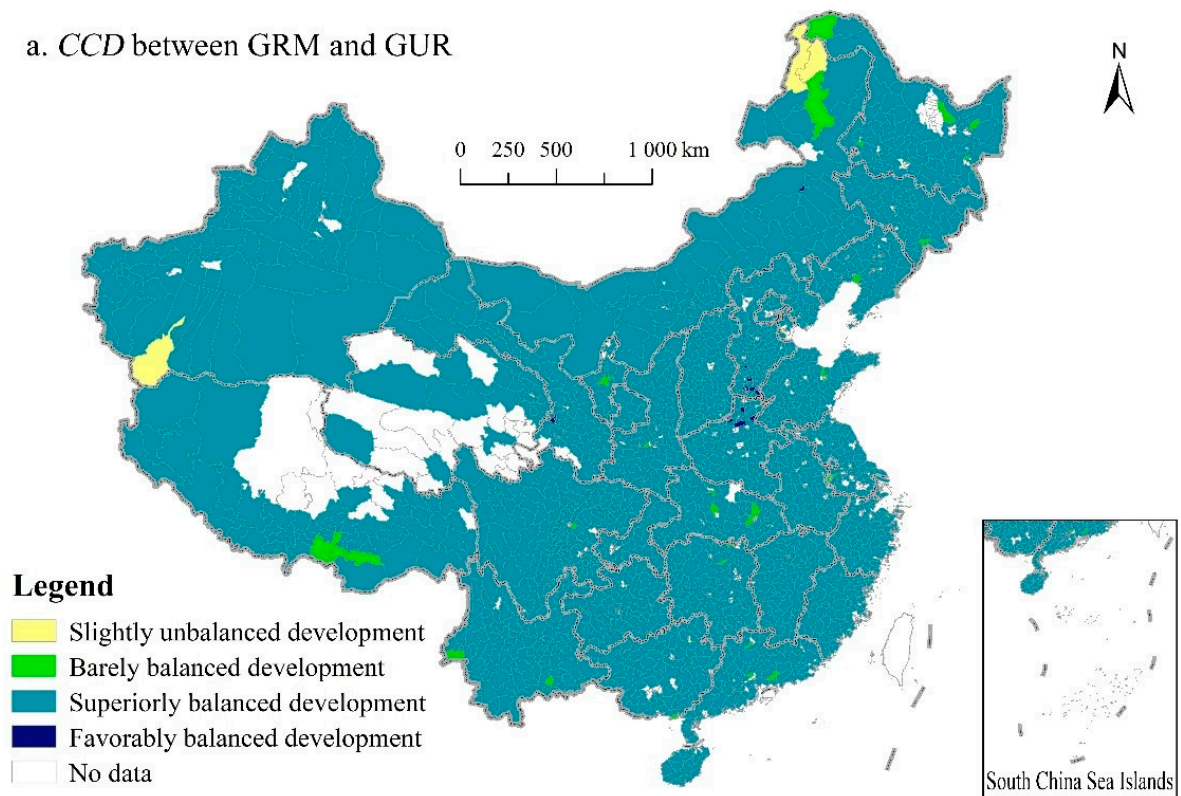 a. CCD between GRM and GUR
N
0 250 500 1 000 km
Legend
Slightly unbalanced development
Barely balanced development
Superiorly balanced development
Favorably balanced development
No data
South China Sea Islands